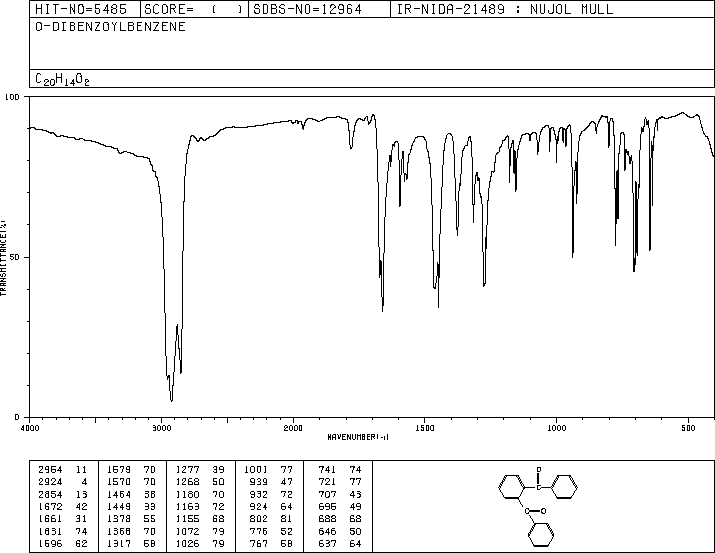 HIT-NO=5485 SCORE= ( ) SDBS-NO=12964 IR-NIDA-21489 : NUJOL MULL
O-DIBENZOYLBENZENE
C20H14O2
100
50
0
TRANSMITTANCE(%)
4000 3000 2000 1500 1000 500
WAVENUMBER(-1)
2954 11 1579 70 1277 39 1001 77 741 74
2924 4 1570 70 1268 50 939 47 721 77
2854 13 1464 38 1180 70 932 72 707 43
1672 42 1449 33 1163 72 924 64 695 49
1661 31 1378 55 1155 68 802 81 688 68
1631 74 1368 70 1072 79 776 52 646 50
1596 62 1317 58 1026 79 767 58 637 64
O
C
C O